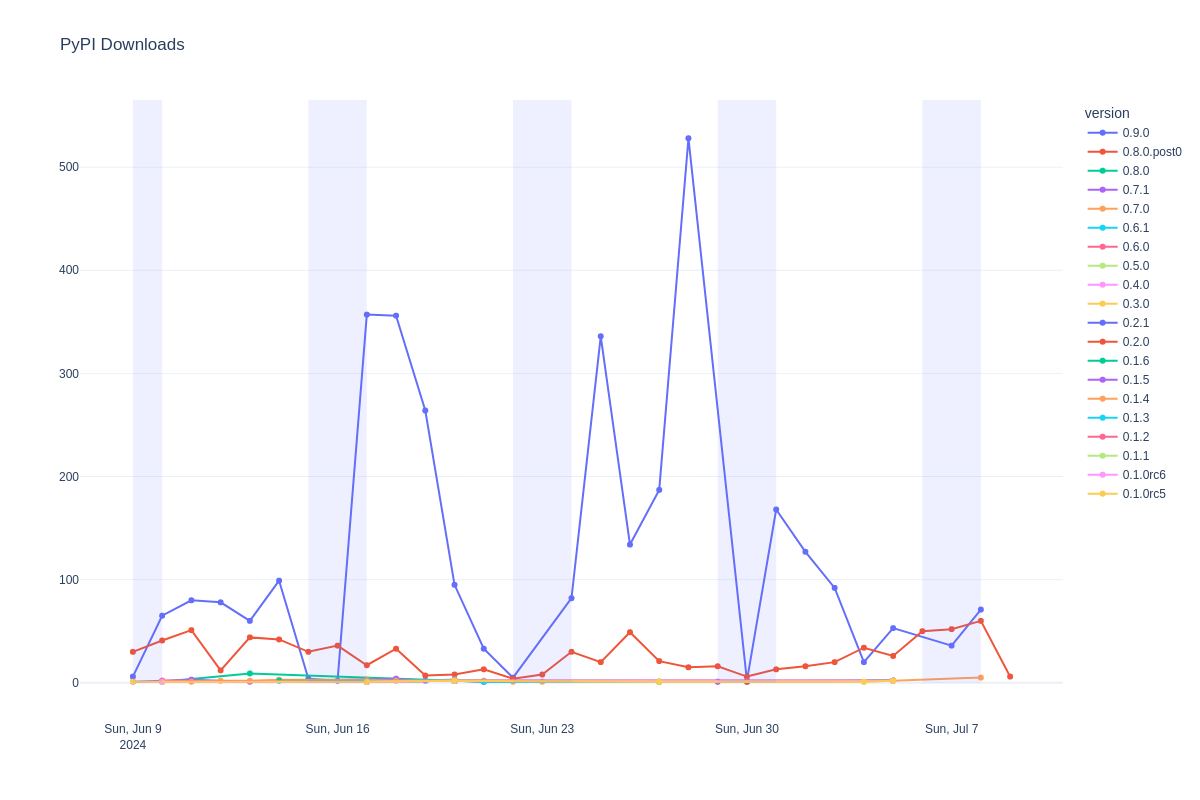 PyPI Downloads
500
400
300
200
100
0
Sun, Jun 9
2024
Sun, Jun 16
Sun, Jun 23
Sun, Jun 30
Sun, Jul 7
version
0.9.0
0.8.0.post0
0.8.0
0.7.1
0.7.0
0.6.1
0.6.0
0.5.0
0.4.0
0.3.0
0.2.1
0.2.0
0.1.6
0.1.5
0.1.4
0.1.3
0.1.2
0.1.1
0.1.0rc6
0.1.0rc5